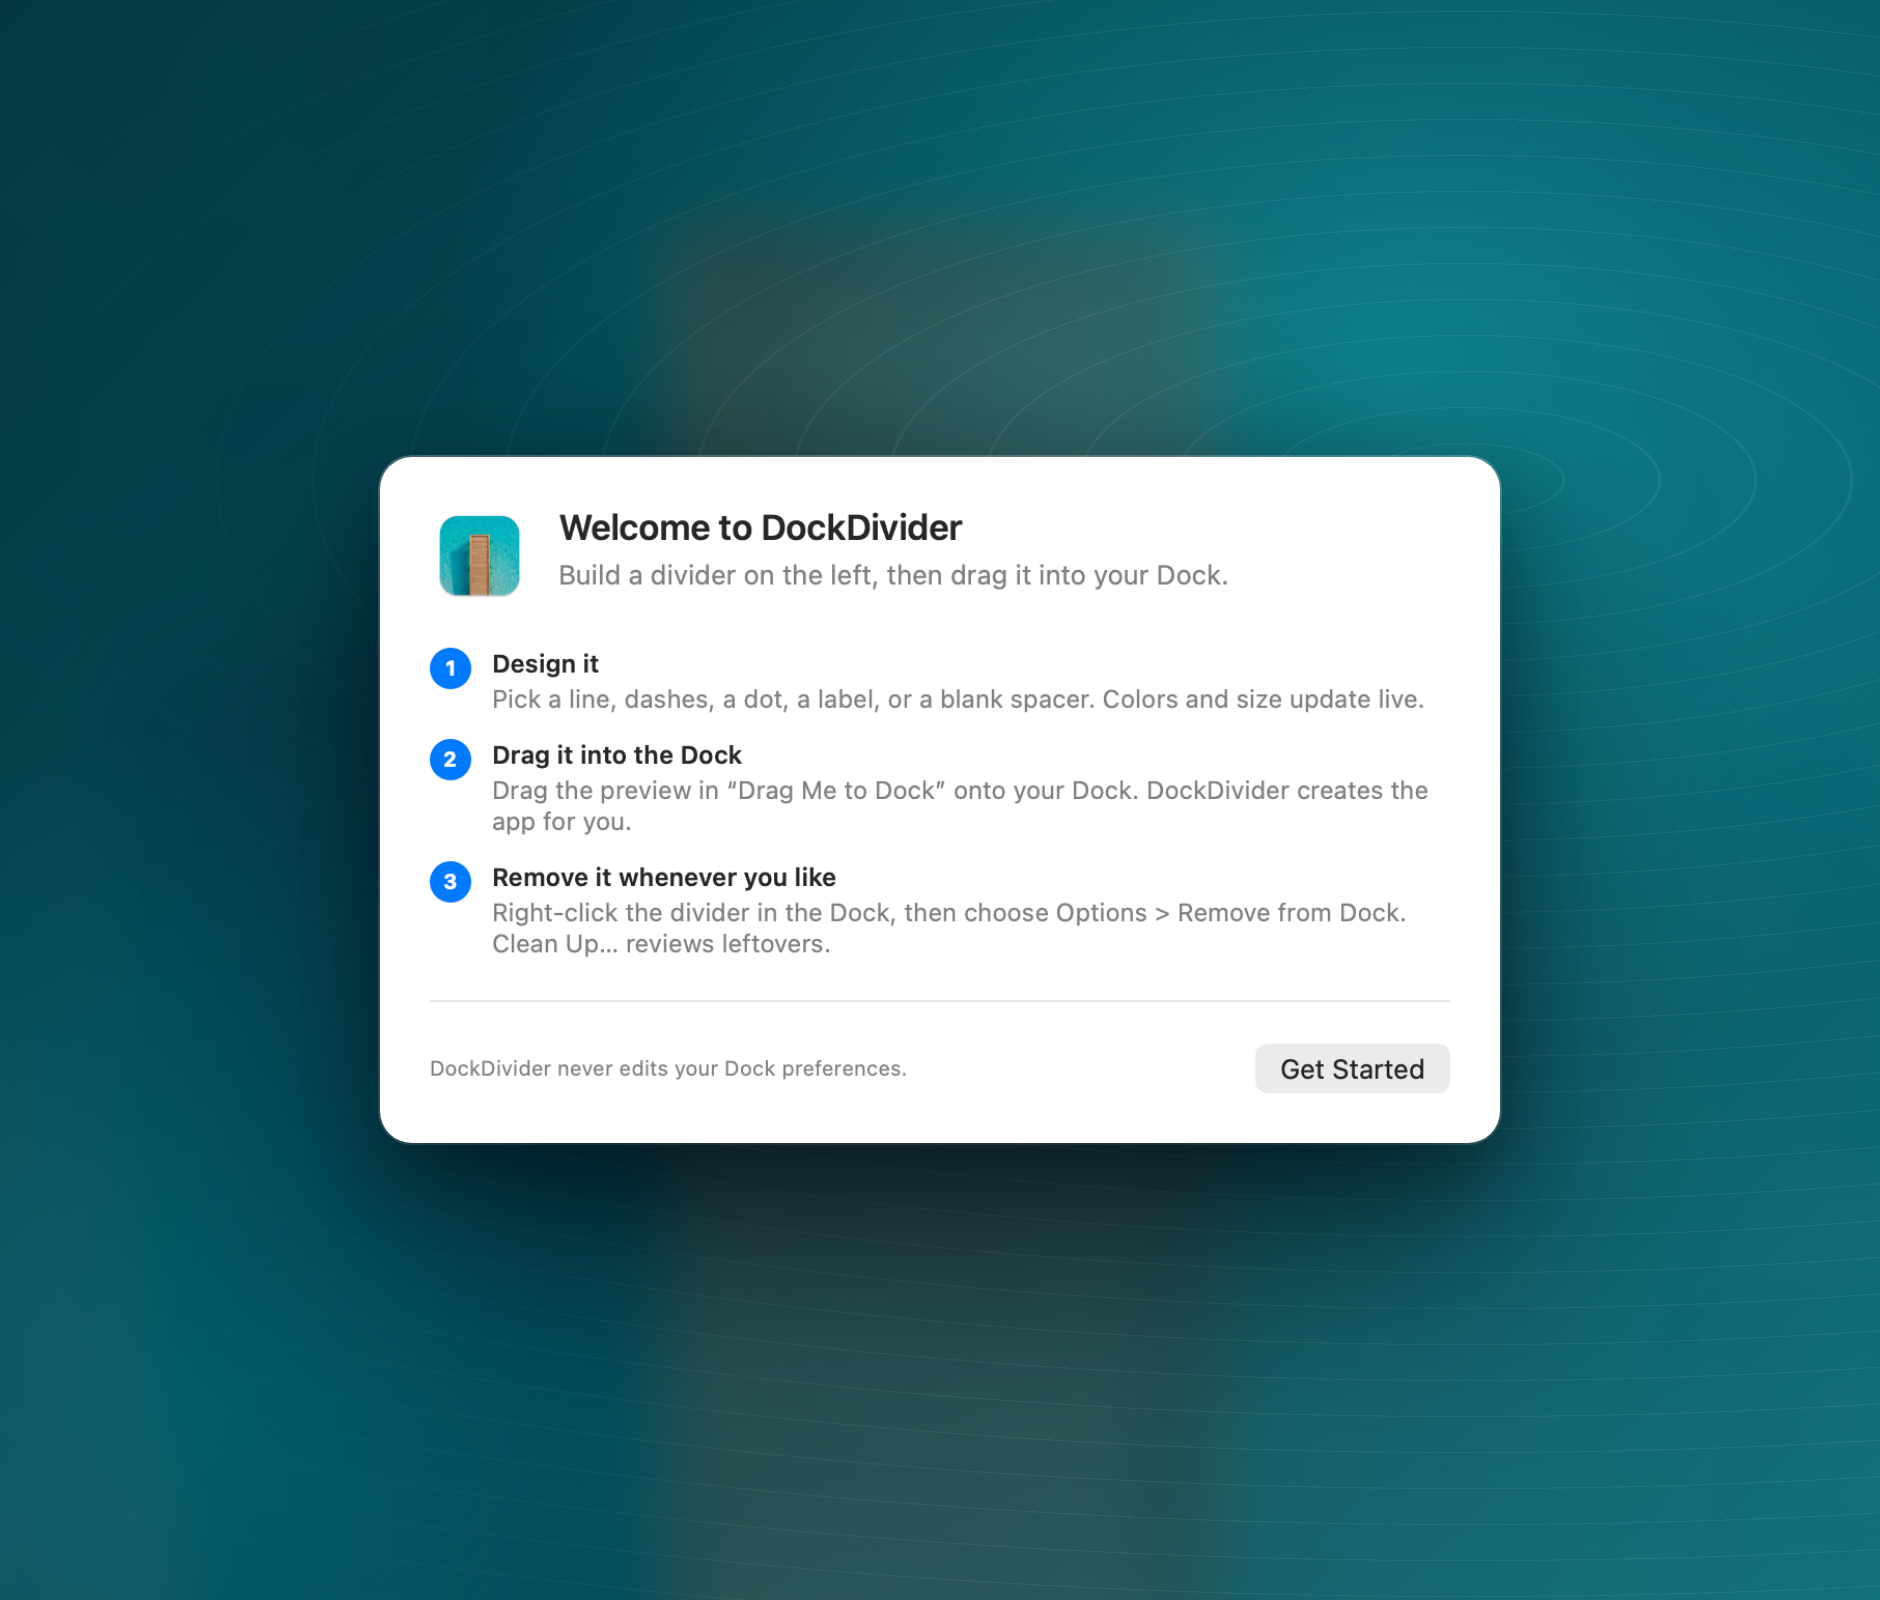 Welcome to DockDivider
Build a divider on the left, then drag it into your Dock.
1
Design it
Pick a line, dashes, a dot, a label, or a blank spacer. Colors and size update live.
2
Drag it into the Dock
Drag the preview in “Drag Me to Dock” onto your Dock. DockDivider creates the
app for you.
3
Remove it whenever you like
Right-click the divider in the Dock, then choose Options > Remove from Dock.
Clean Up… reviews leftovers.
DockDivider never edits your Dock preferences.
Get Started